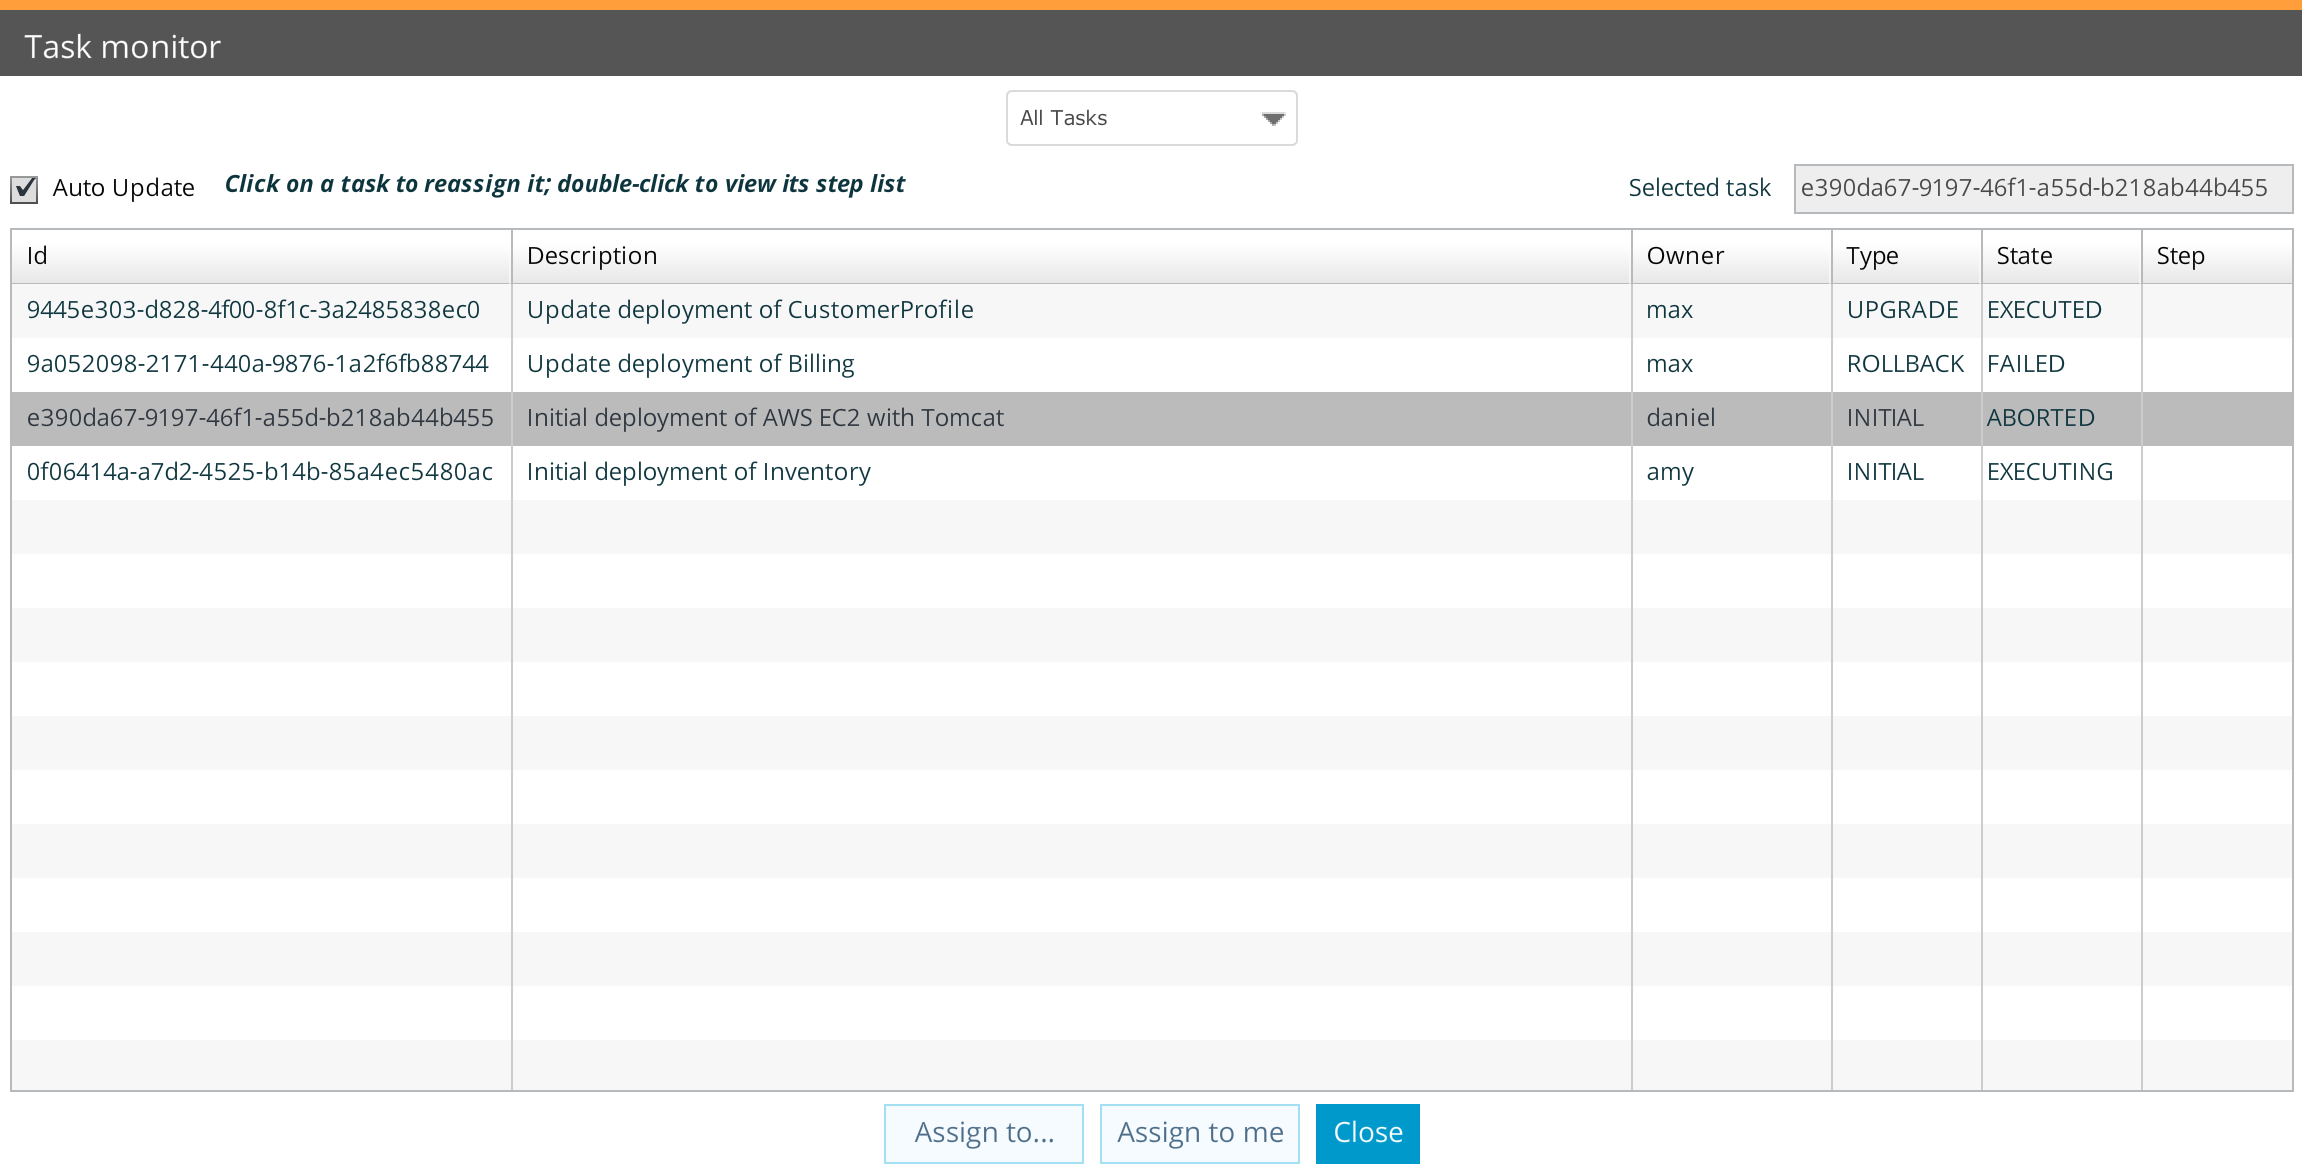 Task monitor
All Tasks
Auto Update Click on a task to reassign it; double-click to view its step list Selected task e390da67-9197-46f1-a55d-b218ab44b455
Id Description Owner Type State Step
9445e303-d828-4f00-8f1c-3a2485838ec0 Update deployment of CustomerProfile max UPGRADE EXECUTED
9a052098-2171-440a-9876-1a2f6fb88744 Update deployment of Billing max ROLLBACK FAILED
e390da67-9197-46f1-a55d-b218ab44b455 Initial deployment of AWS EC2 with Tomcat daniel INITIAL ABORTED
0f06414a-a7d2-4525-b14b-85a4ec5480ac Initial deployment of Inventory amy INITIAL EXECUTING
Assign to... Assign to me Close